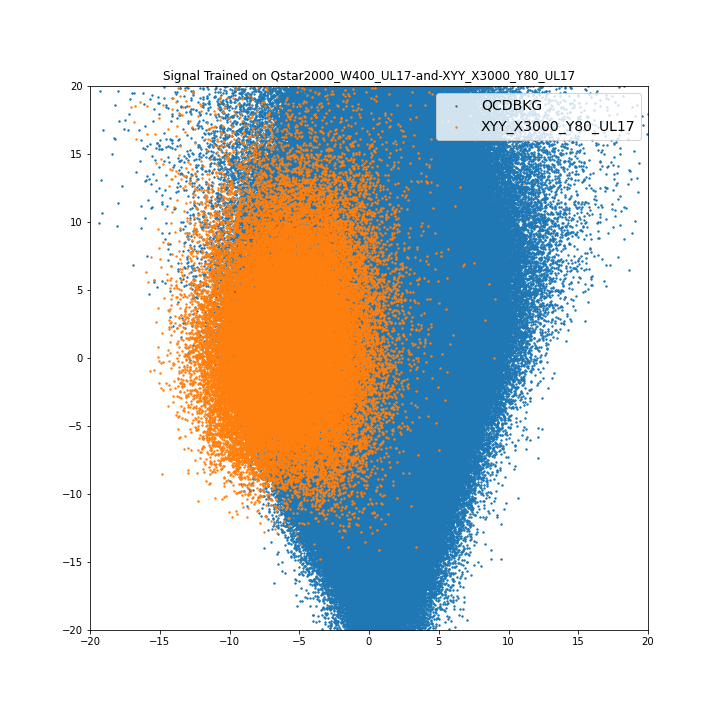 Signal Trained on Qstar2000_W400_UL17-and-XYY_X3000_Y80_UL17
QCDBKG
XYY_X3000_Y80_UL17
20
15
10
5
0
−5
−10
−15
−20
−20 −15 −10 −5 0 5 10 15 20